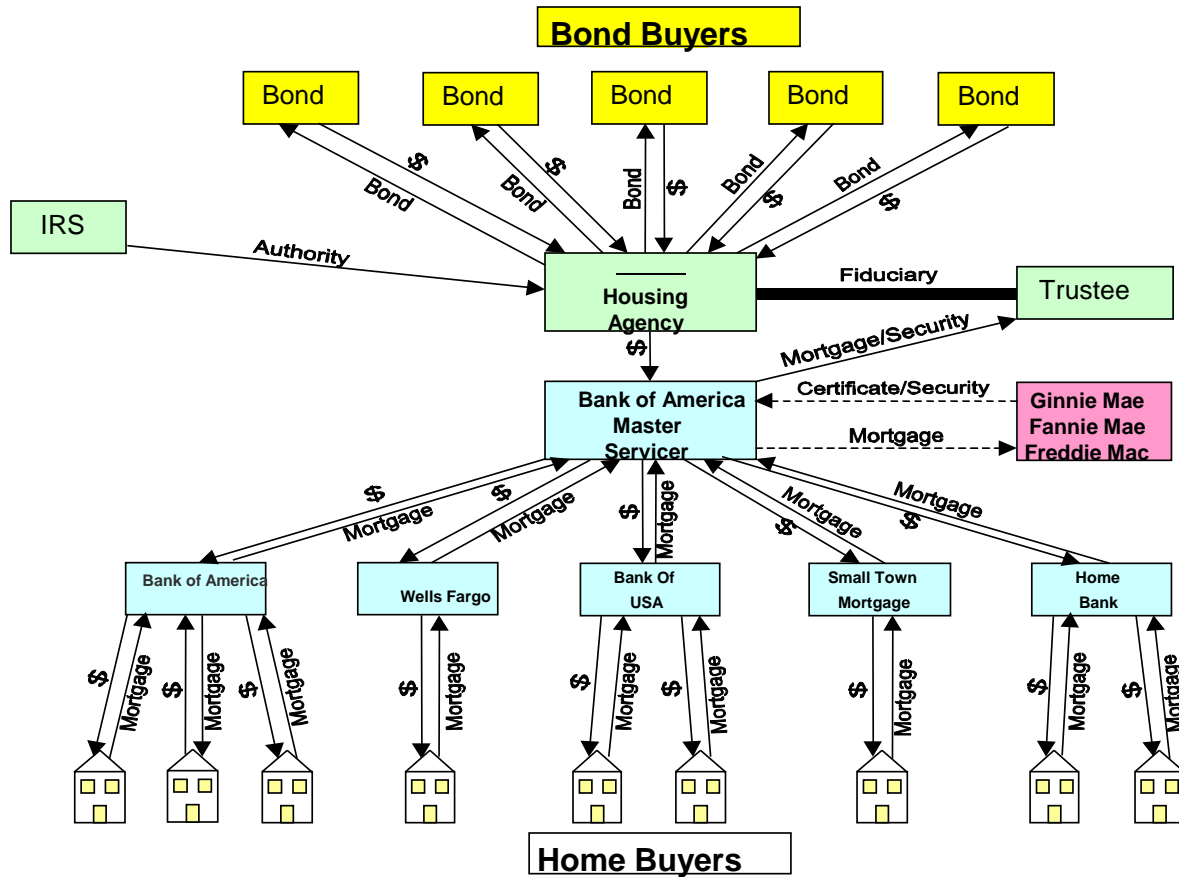 Bond Buyers
Bond
Bond
Bond
Bond
Bond
$
Bond
$
Bond
Bond
$
Bond
$
Bond
$
IRS
Authority
Housing
Agency
Fiduciary
Trustee
$
Mortgage/Security
Bank of America
Master
Servicer
Certificate/Security
Mortgage
Ginnie Mae
Fannie Mae
Freddie Mac
$
Mortgage
$
Mortgage
$
Mortgage
$
Mortgage
$
Mortgage
Bank of America
Wells Fargo
Bank Of
USA
Small Town
Mortgage
Home
Bank
$
Mortgage
$
Mortgage
$
Mortgage
$
Mortgage
$
Mortgage
$
Mortgage
$
Mortgage
$
Mortgage
$
Mortgage
Home Buyers